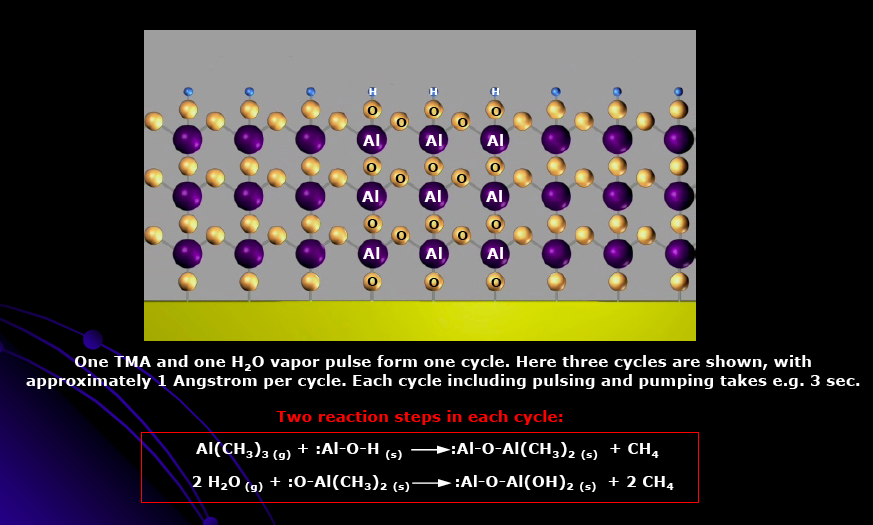 H H H
O O O
O O
Al Al Al
O O O
O O
Al Al Al
O O O
O O
Al Al Al
O O O
One TMA and one H₂O vapor pulse form one cycle. Here three cycles are shown, with
approximately 1 Angstrom per cycle. Each cycle including pulsing and pumping takes e.g. 3 sec.
Two reaction steps in each cycle:
Al(CH₃)₃ (g) + :Al-O-H (s) ⟶ :Al-O-Al(CH₃)₂ (s) + CH₄
2 H₂O (g) + :O-Al(CH₃)₂ (s) ⟶ :Al-O-Al(OH)₂ (s) + 2 CH₄